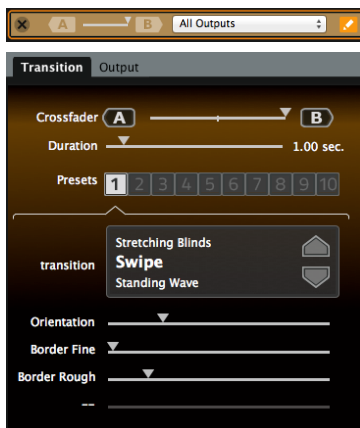 A B All Outputs
Transition Output
Crossfader A B
Duration 1.00 sec.
Presets 1 2 3 4 5 6 7 8 9 10
Stretching Blinds
transition Swipe
Standing Wave
Orientation
Border Fine
Border Rough
--